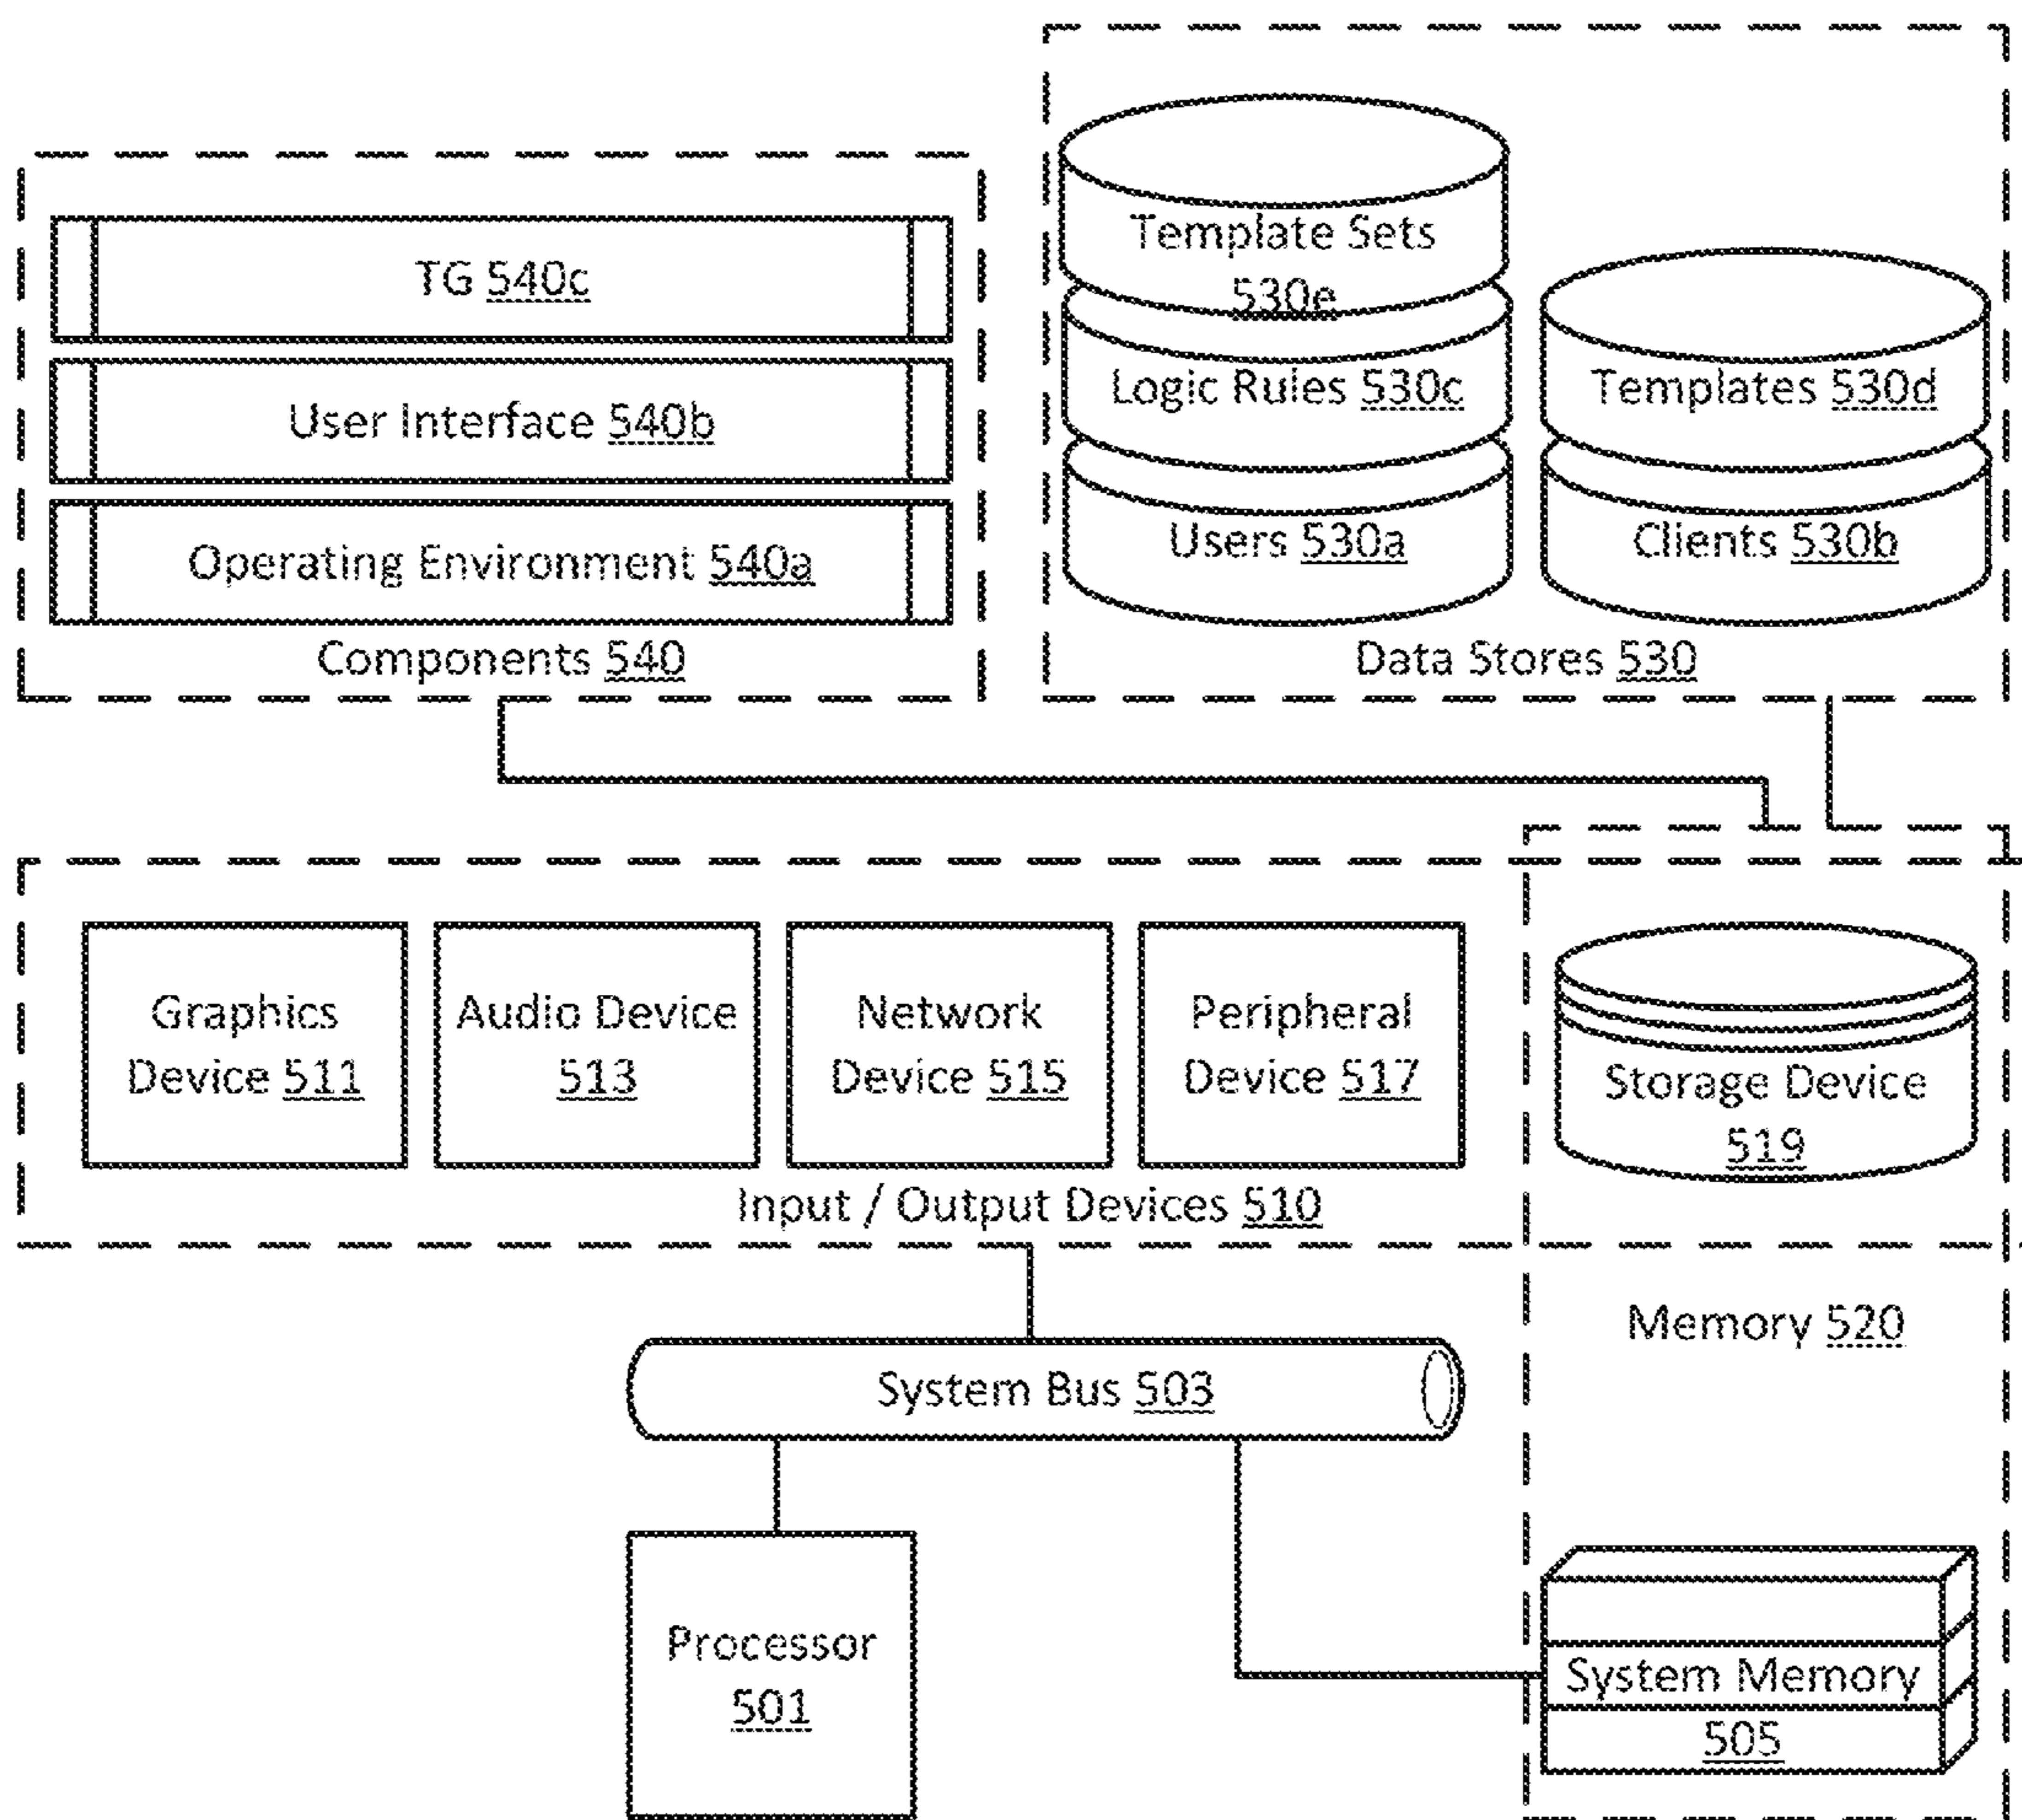 TG 540c
User Interface 540b
Operating Environment 540a
Components 540
Template Sets
530e
Logic Rules 530c
Users 530a
Templates 530d
Clients 530b
Data Stores 530
Graphics
Device 511
Audio Device
513
Network
Device 515
Peripheral
Device 517
Storage Device
519
Input / Output Devices 510
Memory 520
System Bus 503
Processor
501
System Memory
505